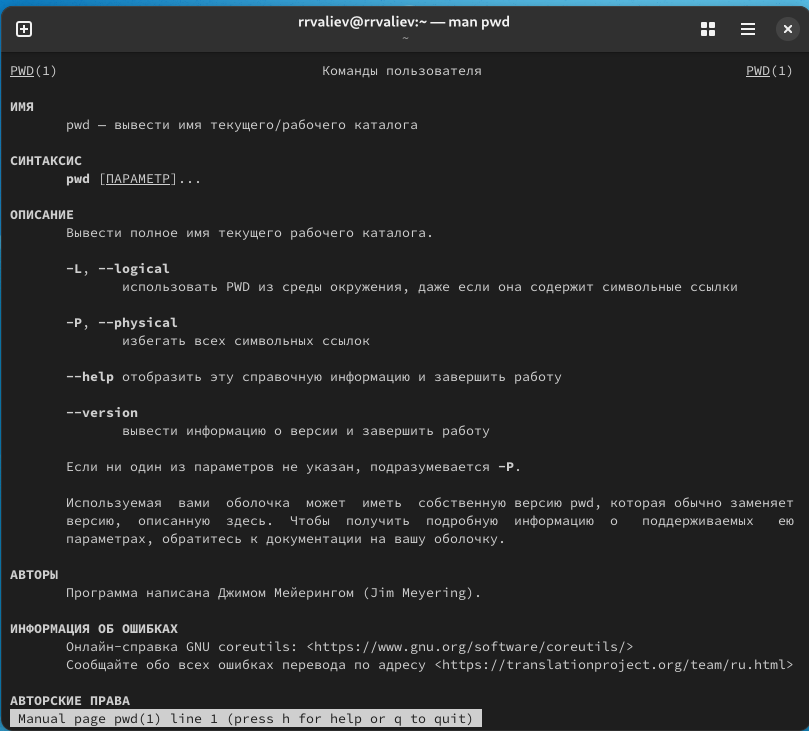 rrvaliev@rrvaliev:~ — man pwd
~
PWD(1) Команды пользователя PWD(1)
ИМЯ
pwd — вывести имя текущего/рабочего каталога
СИНТАКСИС
pwd [ПАРАМЕТР]...
ОПИСАНИЕ
Вывести полное имя текущего рабочего каталога.
-L, --logical
использовать PWD из среды окружения, даже если она содержит символьные ссылки
-P, --physical
избегать всех символьных ссылок
--help отобразить эту справочную информацию и завершить работу
--version
вывести информацию о версии и завершить работу
Если ни один из параметров не указан, подразумевается -P.
Используемая вами оболочка может иметь собственную версию pwd, которая обычно заменяет
версию, описанную здесь. Чтобы получить подробную информацию о поддерживаемых ею
параметрах, обратитесь к документации на вашу оболочку.
АВТОРЫ
Программа написана Джимом Мейерингом (Jim Meyering).
ИНФОРМАЦИЯ ОБ ОШИБКАХ
Онлайн-справка GNU coreutils: <https://www.gnu.org/software/coreutils/>
Сообщайте обо всех ошибках перевода по адресу <https://translationproject.org/team/ru.html>
АВТОРСКИЕ ПРАВА
Manual page pwd(1) line 1 (press h for help or q to quit)